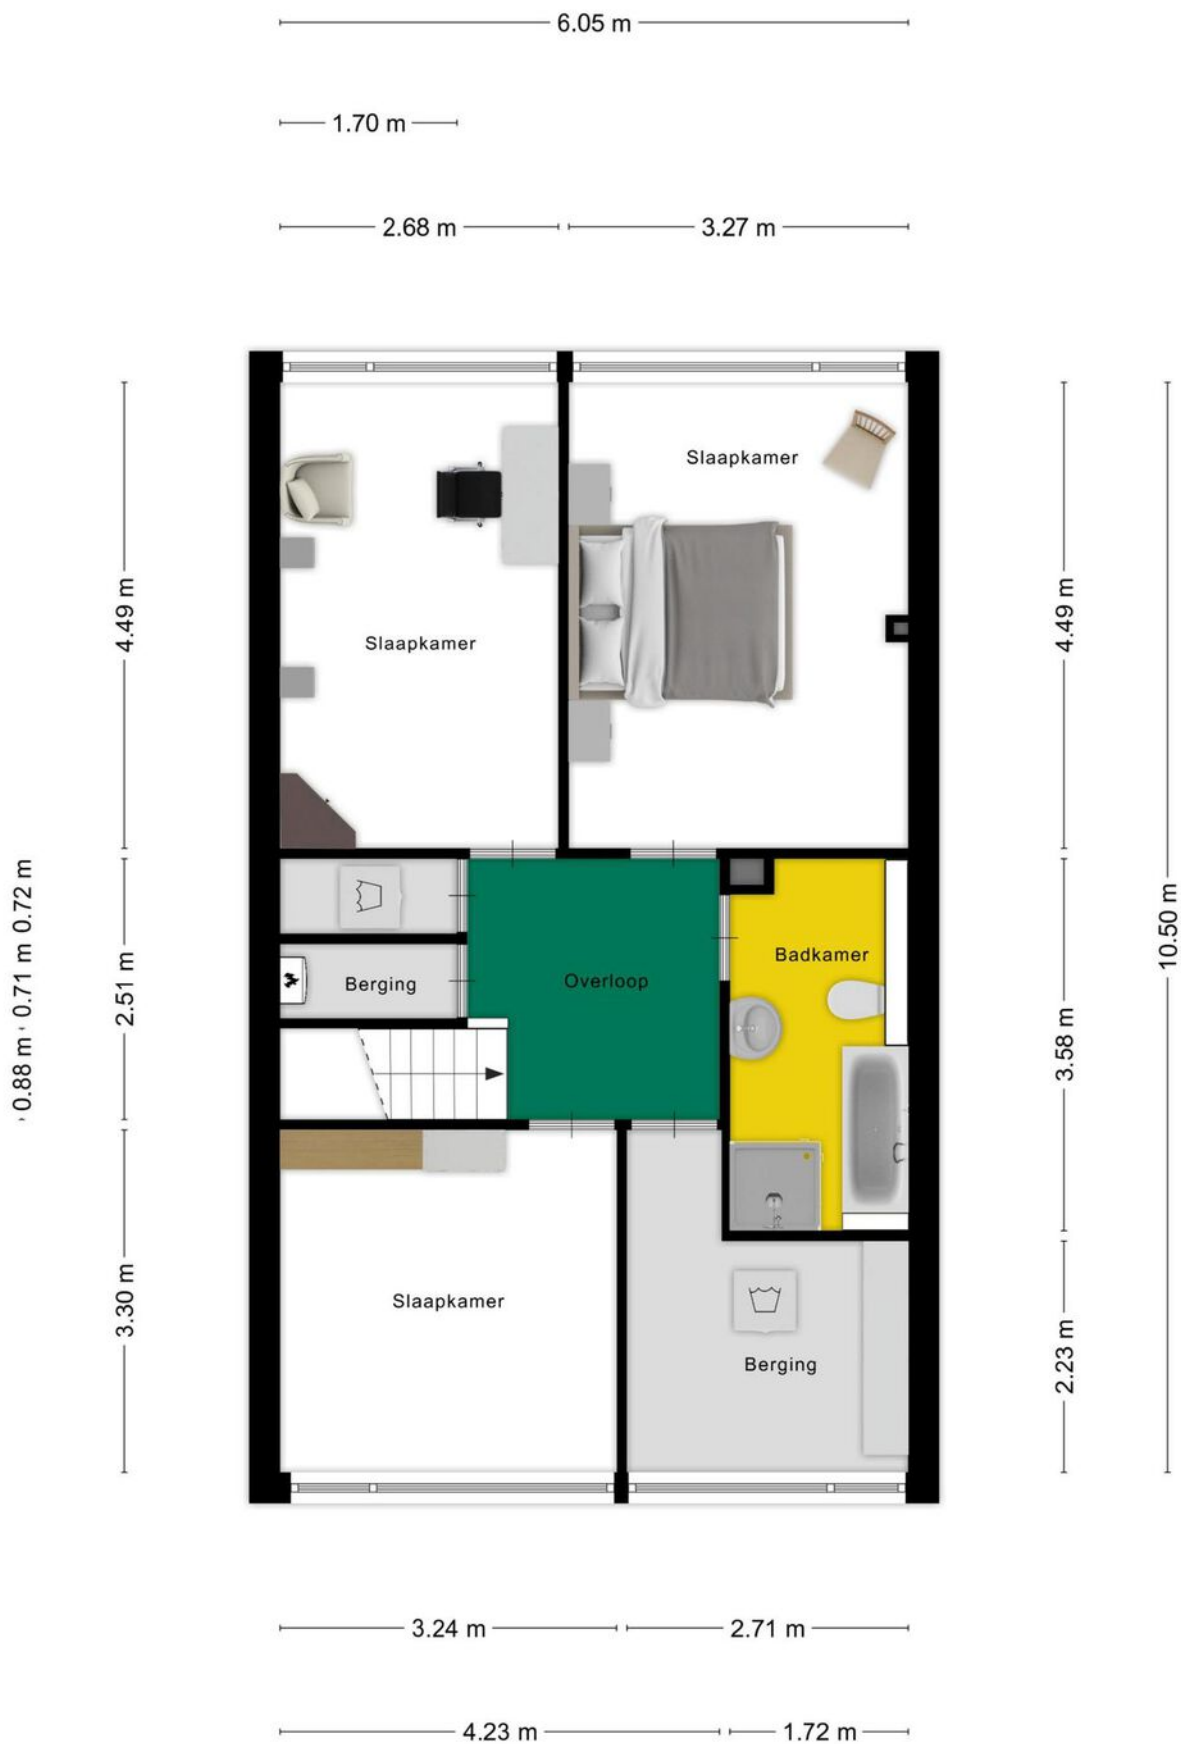 6.05 m
1.70 m
2.68 m
3.27 m
Slaapkamer
4.49 m
4.49 m
Slaapkamer
10.50 m
0.88 m
0.71 m
0.72 m
2.51 m
Berging
Overloop
Badkamer
3.58 m
3.30 m
Slaapkamer
Berging
2.23 m
3.24 m
2.71 m
4.23 m
1.72 m